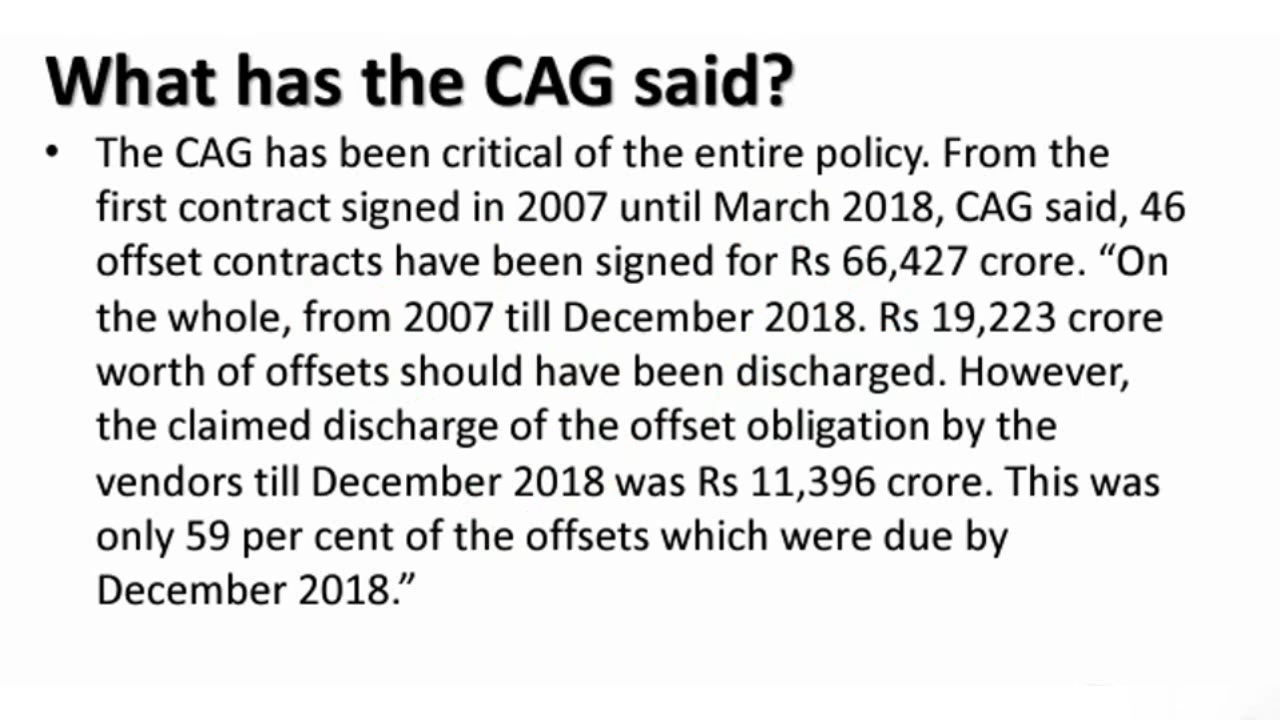 What has the CAG said?
• The CAG has been critical of the entire policy. From the
first contract signed in 2007 until March 2018, CAG said, 46
offset contracts have been signed for Rs 66,427 crore. “On
the whole, from 2007 till December 2018. Rs 19,223 crore
worth of offsets should have been discharged. However,
the claimed discharge of the offset obligation by the
vendors till December 2018 was Rs 11,396 crore. This was
only 59 per cent of the offsets which were due by
December 2018.”